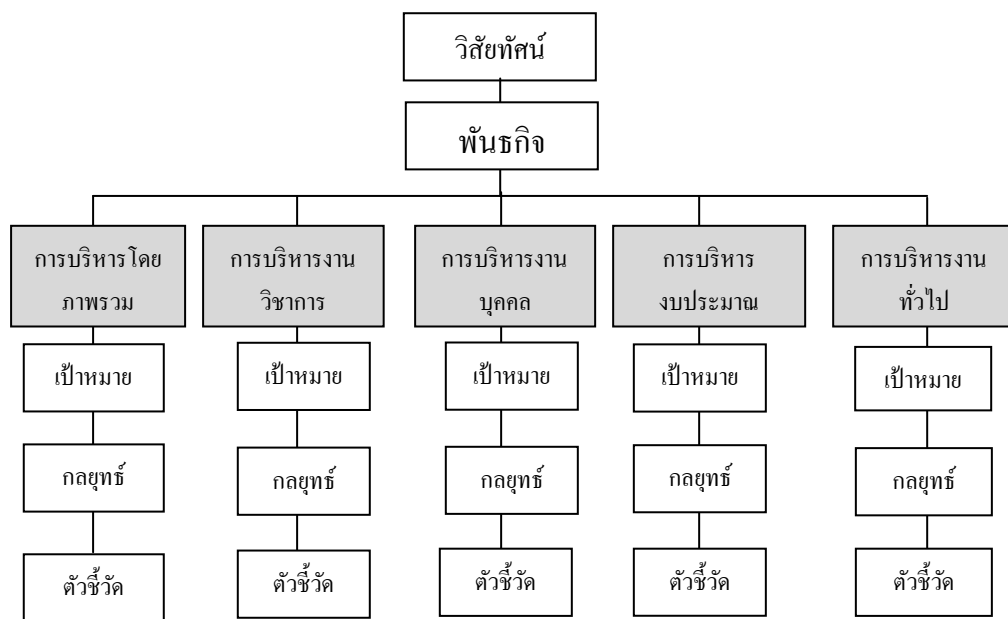 วิสัยทัศน์
พันธกิจ
การบริหารโดย
ภาพรวม
การบริหารงาน
วิชาการ
การบริหารงาน
บุคคล
การบริหาร
งบประมาณ
การบริหารงาน
ทั่วไป
เป้าหมาย
เป้าหมาย
เป้าหมาย
เป้าหมาย
เป้าหมาย
กลยุทธ์
กลยุทธ์
กลยุทธ์
กลยุทธ์
กลยุทธ์
ตัวชี้วัด
ตัวชี้วัด
ตัวชี้วัด
ตัวชี้วัด
ตัวชี้วัด